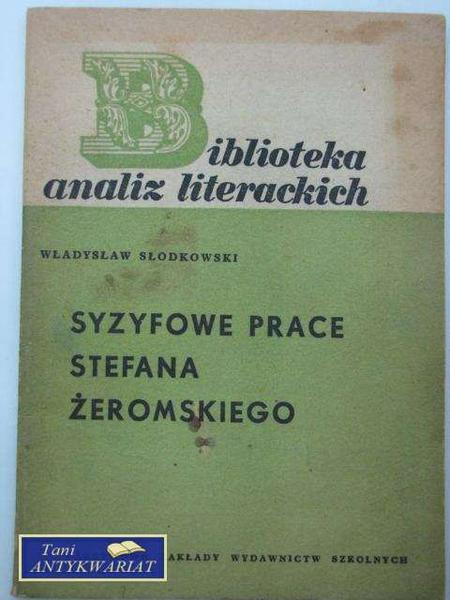 Biblioteka
analiz literackich
WŁADYSŁAW SŁODKOWSKI
SYZYFOWE PRACE
STEFANA
ŻEROMSKIEGO
AKŁADY WYDAWNICTW SZKOLNYCH
Tani
ANTYKWARIAT